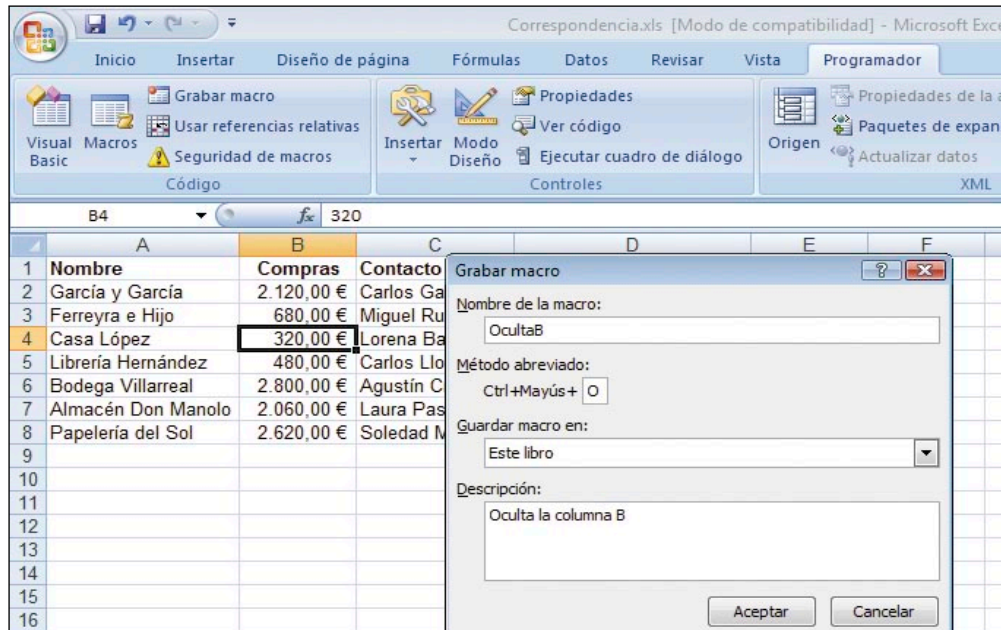 Correspondencia.xls [Modo de compatibilidad] - Microsoft Exce
Inicio Insertar Diseño de página Fórmulas Datos Revisar Vista Programador
Visual Basic
Macros
Grabar macro
Usar referencias relativas
Seguridad de macros
Código
Insertar
Modo Diseño
Propiedades
Ver código
Ejecutar cuadro de diálogo
Controles
Origen
Propiedades de la a
Paquetes de expan
Actualizar datos
XML
B4 fx 320
A B C D E F
1 Nombre Compras Contacto
2 García y García 2.120,00 € Carlos Ga
3 Ferreyra e Hijo 680,00 € Miguel Ru
4 Casa López 320,00 € Lorena Ba
5 Librería Hernández 480,00 € Carlos Llo
6 Bodega Villarreal 2.800,00 € Agustín C
7 Almacén Don Manolo 2.060,00 € Laura Pas
8 Papelería del Sol 2.620,00 € Soledad M
9
10
11
12
13
14
15
16
Grabar macro
Nombre de la macro:
OcultaB
Método abreviado:
Ctrl+Mayús+ O
Guardar macro en:
Este libro
Descripción:
Oculta la columna B
Aceptar Cancelar